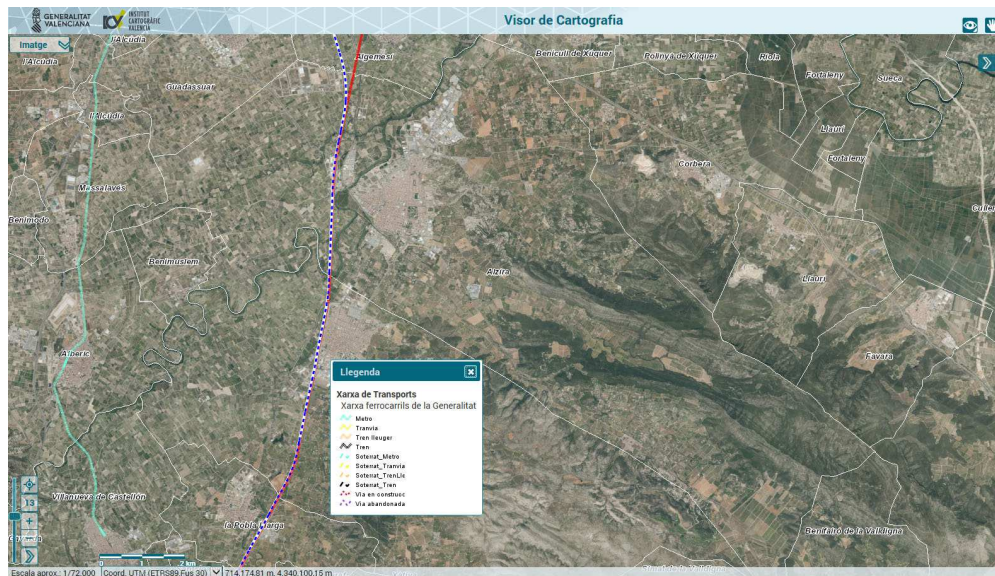 GENERALITAT
VALENCIANA
ICV
INSTITUT
CARTOGRÀFIC
VALENCIÀ
Visor de Cartografia
Imatge
l'Alcúdia
l'Alcúdia
Guadassuar
l'Alcúdia
Massalavés
Benimodo
Benimuslem
Alberic
Villanueva de Castellón
la Pobla Llarga
Algemesí
Benicull de Xúquer
Polinyà de Xúquer
Riola
Fortaleny
Sueca
Llaurí
Fortaleny
Corbera
Alzira
Llaurí
Favara
Benifairó de la Valldigna
Llegenda
Xarxa de Transports
Xarxa ferrocarrils de la Generalitat
Metro
Tranvia
Tren lleuger
Tren
Soterrat_Metro
Soterrat_Tranvia
Soterrat_TrenLle
Soterrat_Tren
Via en construcc
Via abandonada
13
0 1 2 km
Escala aprox.: 1/72.000
Coord. UTM (ETRS89 Fus 30)
714.174,81 m, 4.340.100,15 m